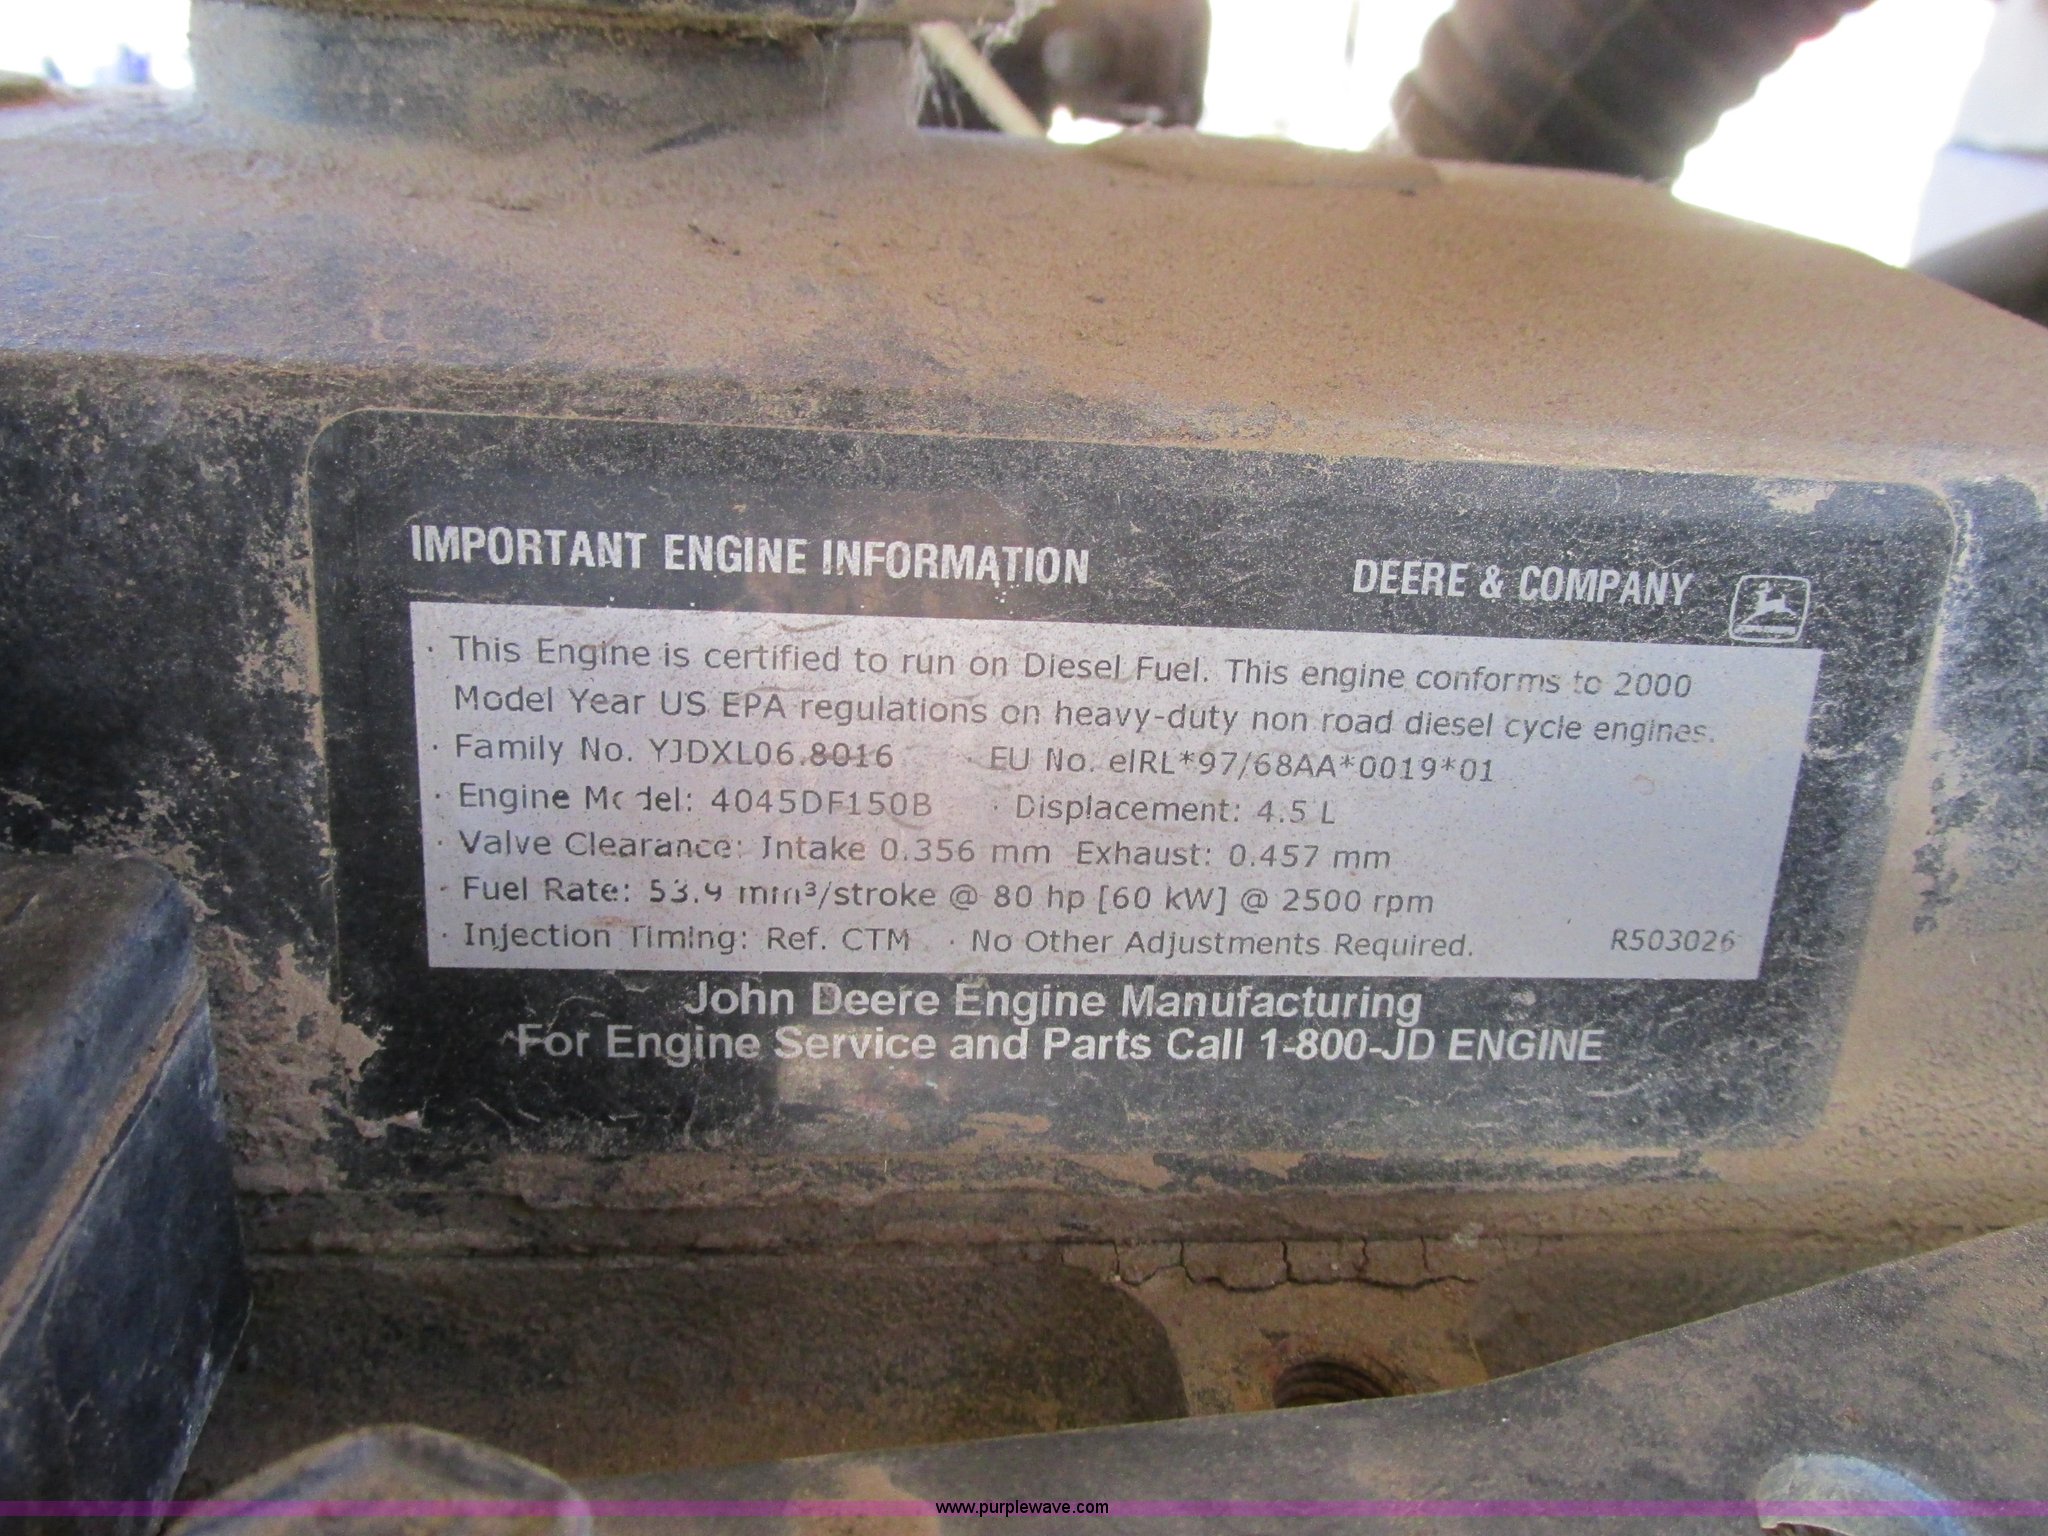 IMPORTANT ENGINE INFORMATION DEERE & COMPANY
· This Engine is certified to run on Diesel Fuel. This engine conforms to 2000
Model Year US EPA regulations on heavy-duty non road diesel cycle engines.
· Family No. YJDXL06.8016 · EU No. eIRL*97/68AA*0019*01
· Engine Model: 4045DF150B · Displacement: 4.5 L
· Valve Clearance: Intake 0.356 mm Exhaust: 0.457 mm
· Fuel Rate: 53.9 mm³/stroke @ 80 hp [60 kW] @ 2500 rpm
· Injection Timing: Ref. CTM · No Other Adjustments Required. R503026
John Deere Engine Manufacturing
For Engine Service and Parts Call 1-800-JD ENGINE
www.purplewave.com